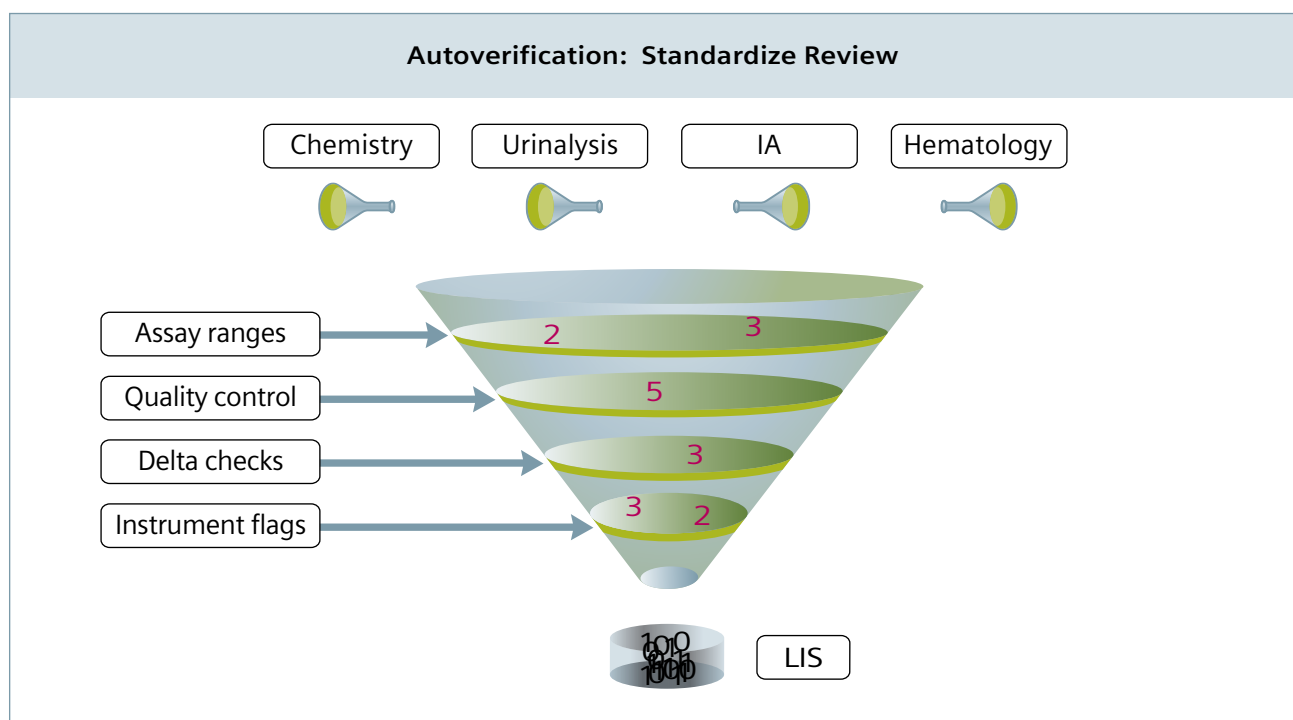 Autoverification: Standardize Review
Chemistry
Urinalysis
IA
Hematology
Assay ranges
2
3
Quality control
5
Delta checks
3
Instrument flags
3
2
LIS